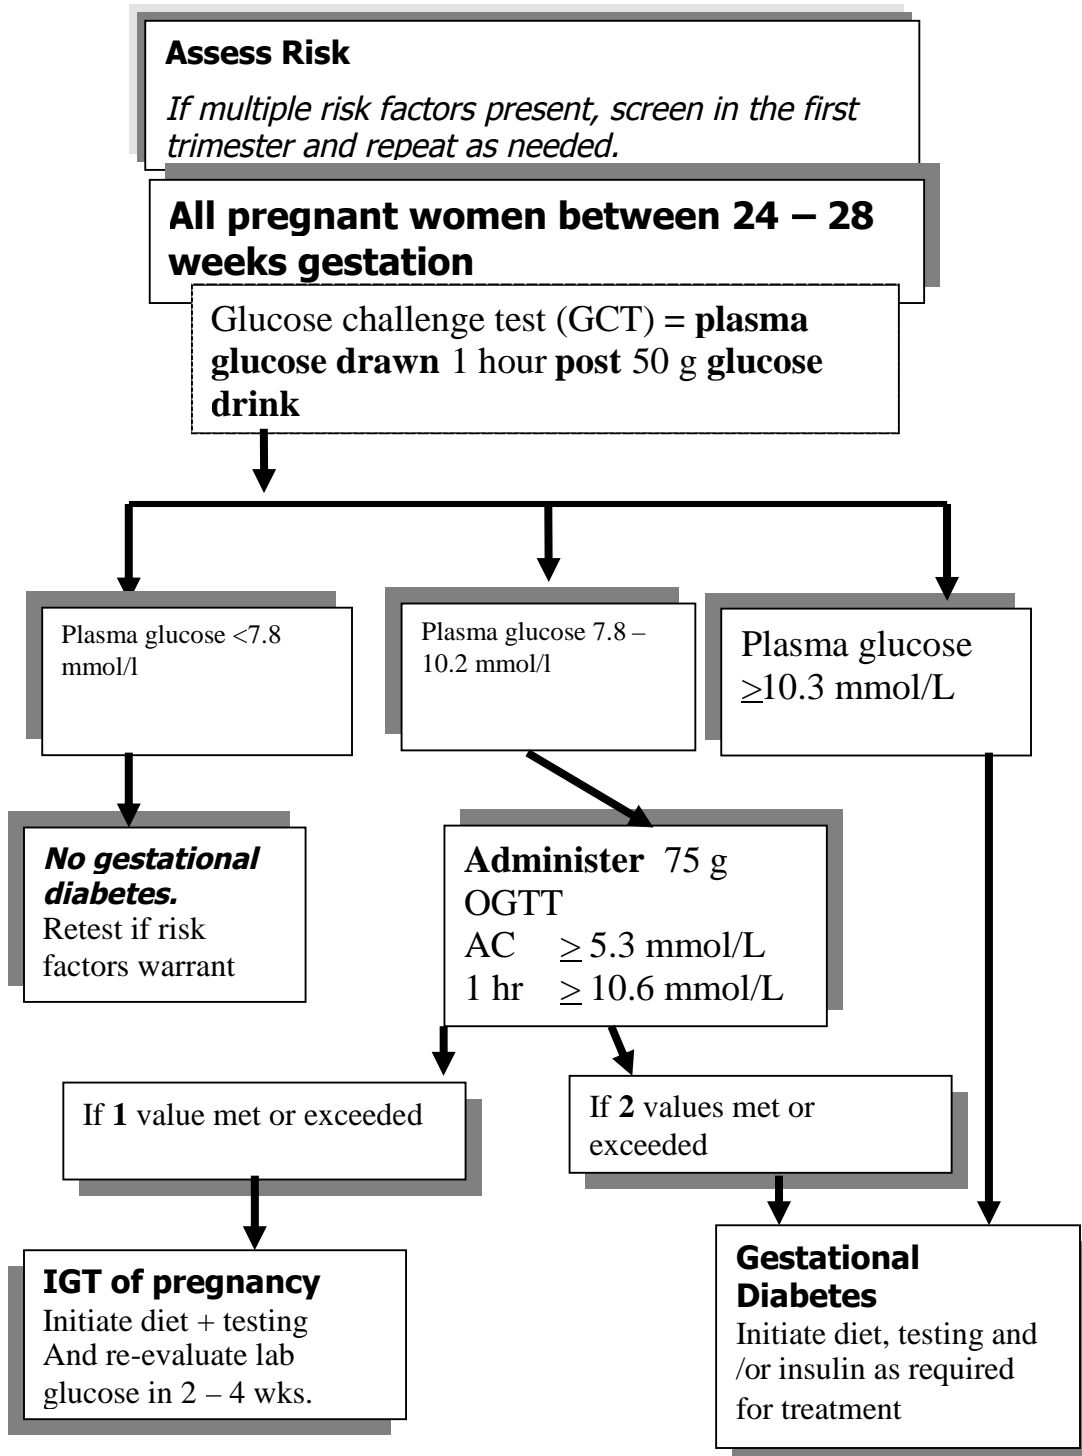 Assess Risk
If multiple risk factors present, screen in the first
trimester and repeat as needed.
All pregnant women between 24 – 28
weeks gestation
Glucose challenge test (GCT) = plasma
glucose drawn 1 hour post 50 g glucose
drink
Plasma glucose <7.8
mmol/l
Plasma glucose 7.8 –
10.2 mmol/l
Plasma glucose
≥10.3 mmol/L
No gestational
diabetes.
Retest if risk
factors warrant
Administer 75 g
OGTT
AC ≥ 5.3 mmol/L
1 hr ≥ 10.6 mmol/L
If 1 value met or exceeded
If 2 values met or
exceeded
IGT of pregnancy
Initiate diet + testing
And re-evaluate lab
glucose in 2 – 4 wks.
Gestational
Diabetes
Initiate diet, testing and
/or insulin as required
for treatment